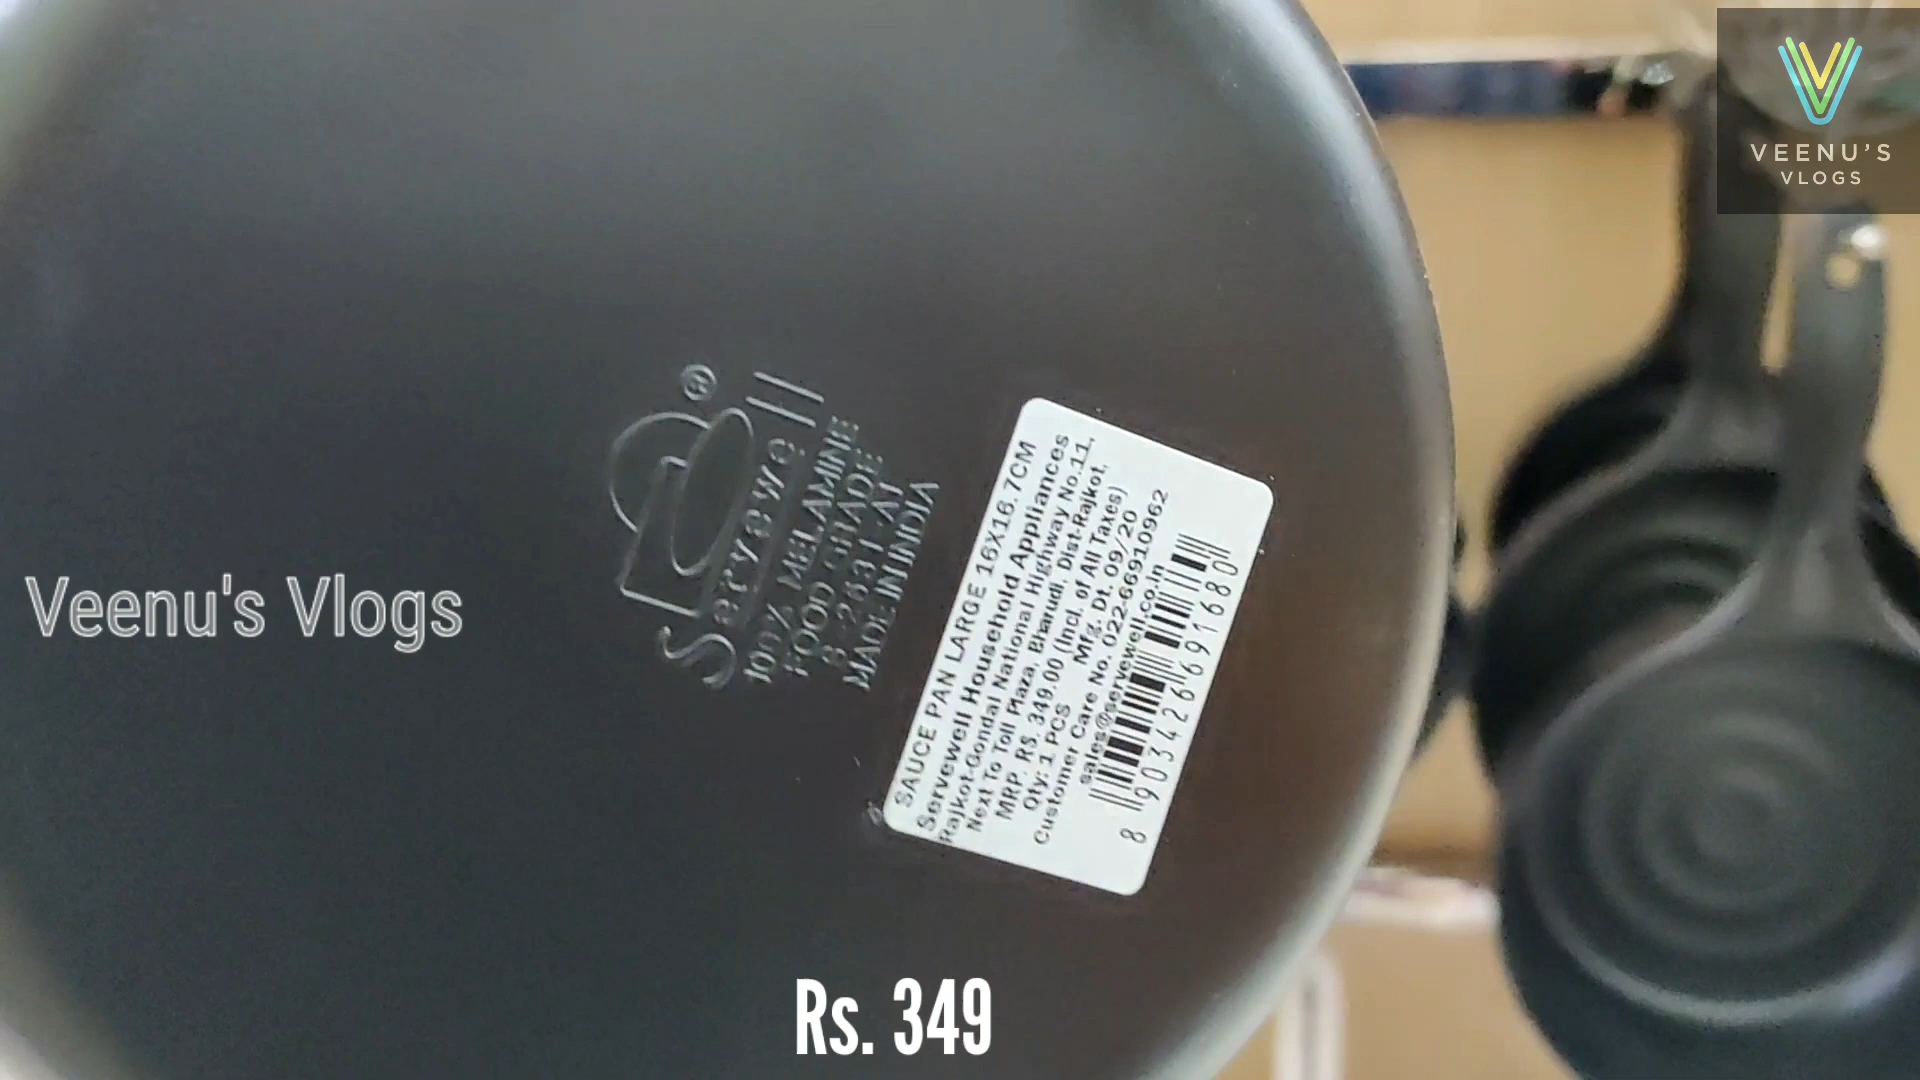 VEENU'S
VLOGS
Veenu's Vlogs
®
Servewell
100% MELAMINE
FOOD GRADE
MADE IN INDIA
SAUCE PAN LARGE 16X16.7CM
Servewell Household Appliances
Rajkot-Gondal National Highway No.11,
Next To Toll Plaza, Bharudi, Dist-Rajkot.
MRP. RS. 349.00 (Incl. of All Taxes)
Qty: 1 PCS Mfg. Dt. 09/20
Customer Care No. 022-66910962
sales@servewell.co.in
8 903426 691680
Rs. 349